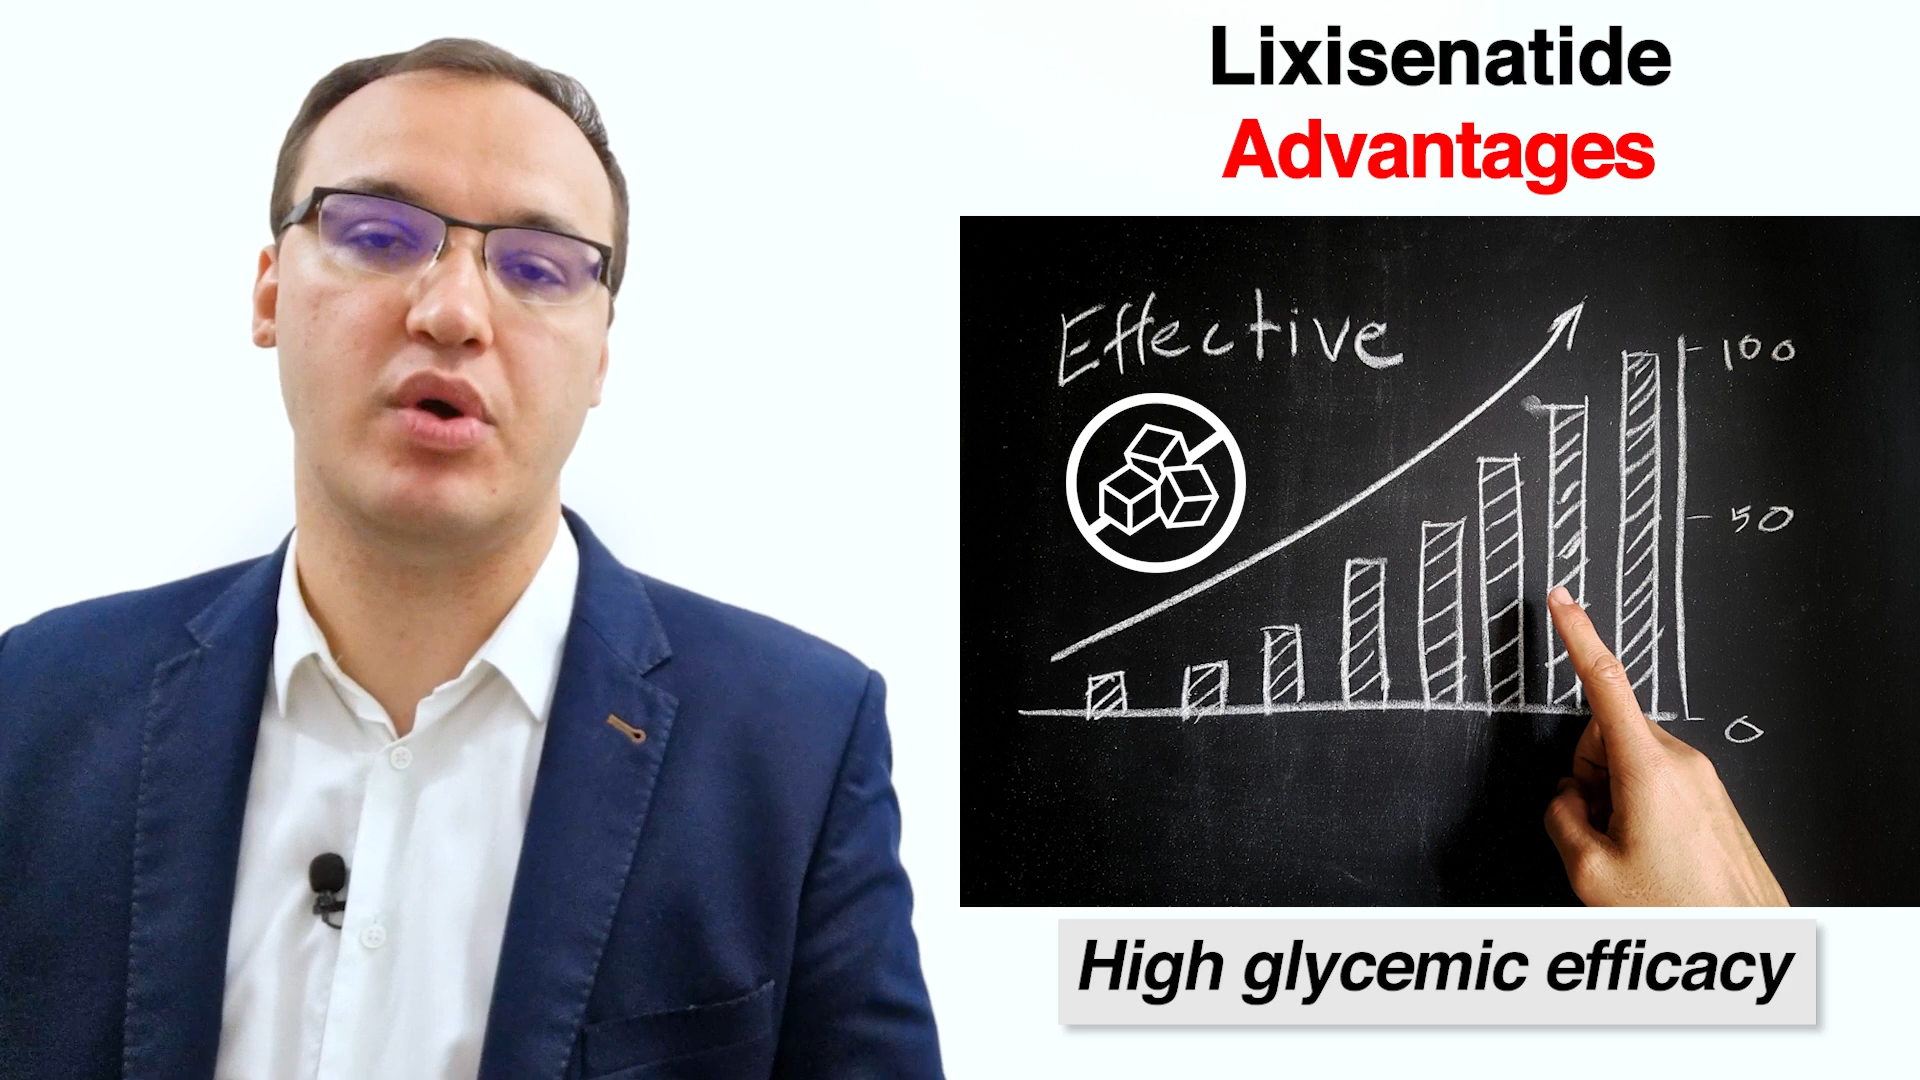 Lixisenatide
Advantages
Effective
100
50
0
High glycemic efficacy